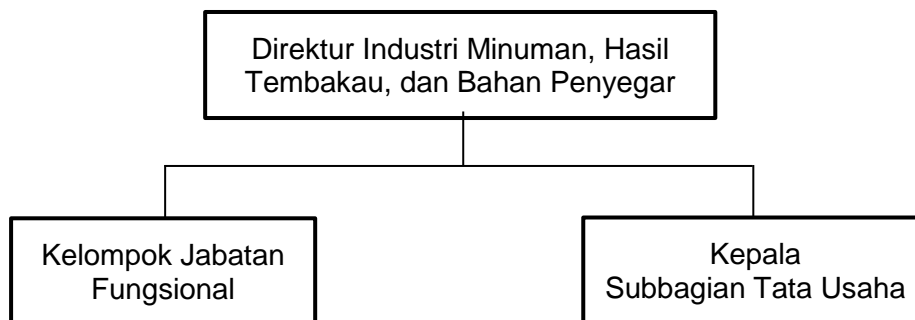 Direktur Industri Minuman, Hasil
Tembakau, dan Bahan Penyegar
Kelompok Jabatan
Fungsional
Kepala
Subbagian Tata Usaha